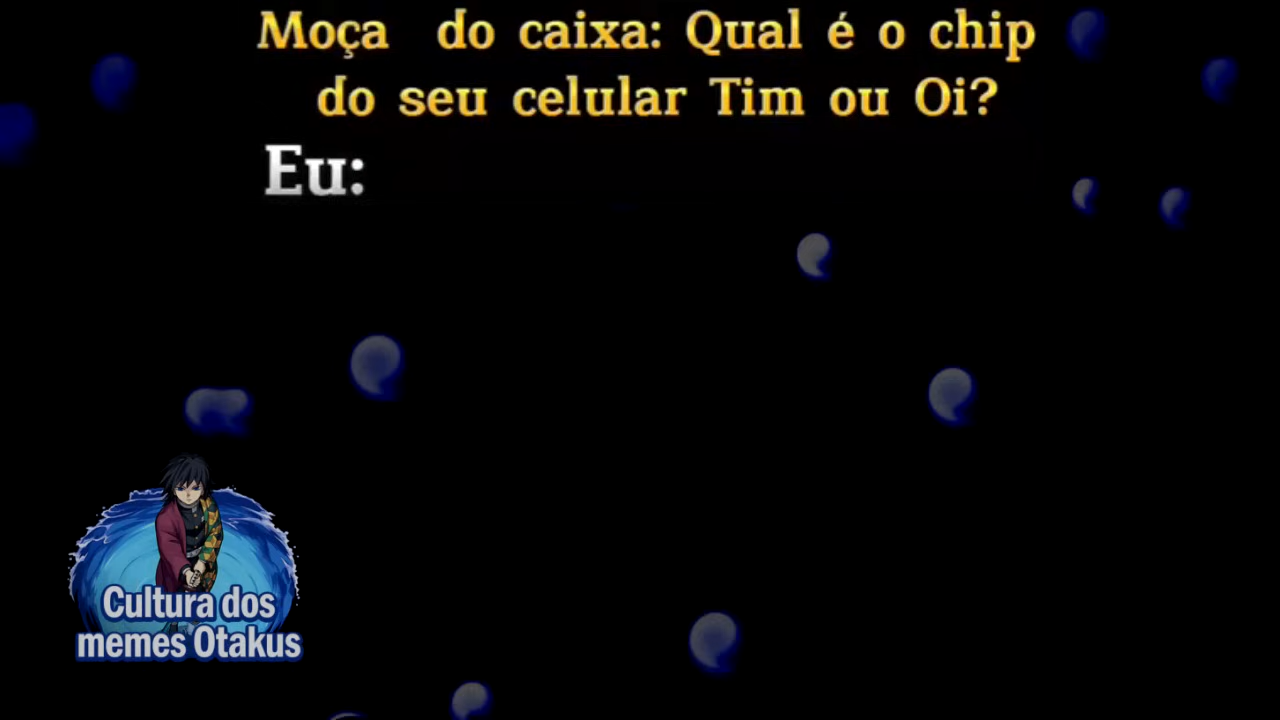 Moça do caixa: Qual é o chip
do seu celular Tim ou Oi?
Eu:
Cultura dos
memes Otakus